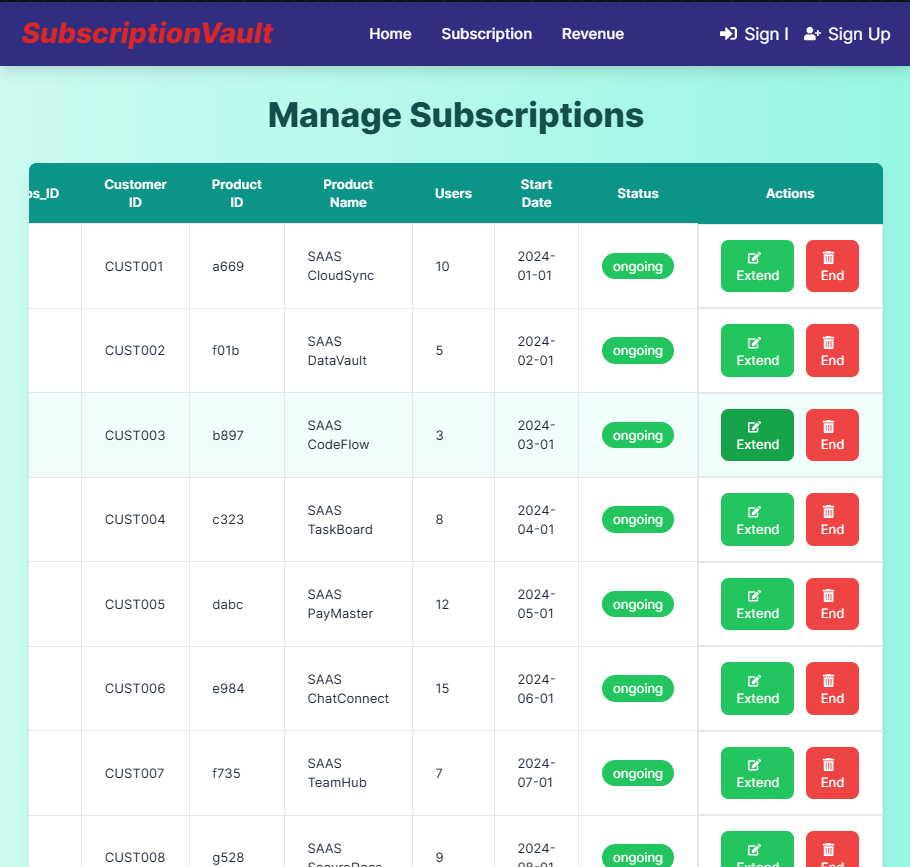 SubscriptionVault
Home Subscription Revenue
Sign I Sign Up
Manage Subscriptions
Customer ID Product ID Product Name Users Start Date Status Actions
CUST001 a669 SAAS CloudSync 10 2024-01-01 ongoing Extend End
CUST002 f01b SAAS DataVault 5 2024-02-01 ongoing Extend End
CUST003 b897 SAAS CodeFlow 3 2024-03-01 ongoing Extend End
CUST004 c323 SAAS TaskBoard 8 2024-04-01 ongoing Extend End
CUST005 dabc SAAS PayMaster 12 2024-05-01 ongoing Extend End
CUST006 e984 SAAS ChatConnect 15 2024-06-01 ongoing Extend End
CUST007 f735 SAAS TeamHub 7 2024-07-01 ongoing Extend End
CUST008 g528 SAAS 9 2024- ongoing Extend End